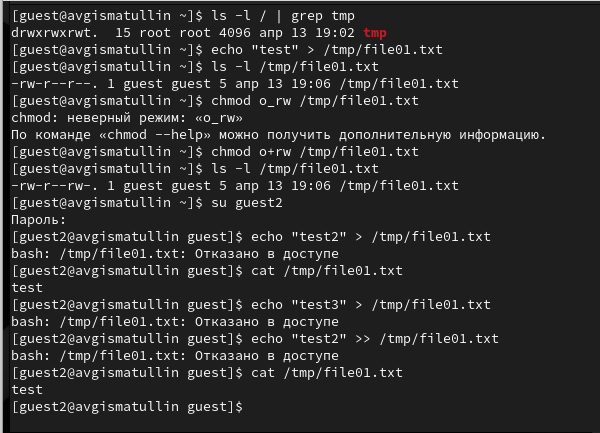 [guest@avgismatullin ~]$ ls -l / | grep tmp
drwxrwxrwt.  15 root root 4096 апр 13 19:02 tmp
[guest@avgismatullin ~]$ echo "test" > /tmp/file01.txt
[guest@avgismatullin ~]$ ls -l /tmp/file01.txt
-rw-r--r--. 1 guest guest 5 апр 13 19:06 /tmp/file01.txt
[guest@avgismatullin ~]$ chmod o_rw /tmp/file01.txt
chmod: неверный режим: «o_rw»
По команде «chmod --help» можно получить дополнительную информацию.
[guest@avgismatullin ~]$ chmod o+rw /tmp/file01.txt
[guest@avgismatullin ~]$ ls -l /tmp/file01.txt
-rw-r--rw-. 1 guest guest 5 апр 13 19:06 /tmp/file01.txt
[guest@avgismatullin ~]$ su guest2
Пароль:
[guest2@avgismatullin guest]$ echo "test2" > /tmp/file01.txt
bash: /tmp/file01.txt: Отказано в доступе
[guest2@avgismatullin guest]$ cat /tmp/file01.txt
test
[guest2@avgismatullin guest]$ echo "test3" > /tmp/file01.txt
bash: /tmp/file01.txt: Отказано в доступе
[guest2@avgismatullin guest]$ echo "test2" >> /tmp/file01.txt
bash: /tmp/file01.txt: Отказано в доступе
[guest2@avgismatullin guest]$ cat /tmp/file01.txt
test
[guest2@avgismatullin guest]$